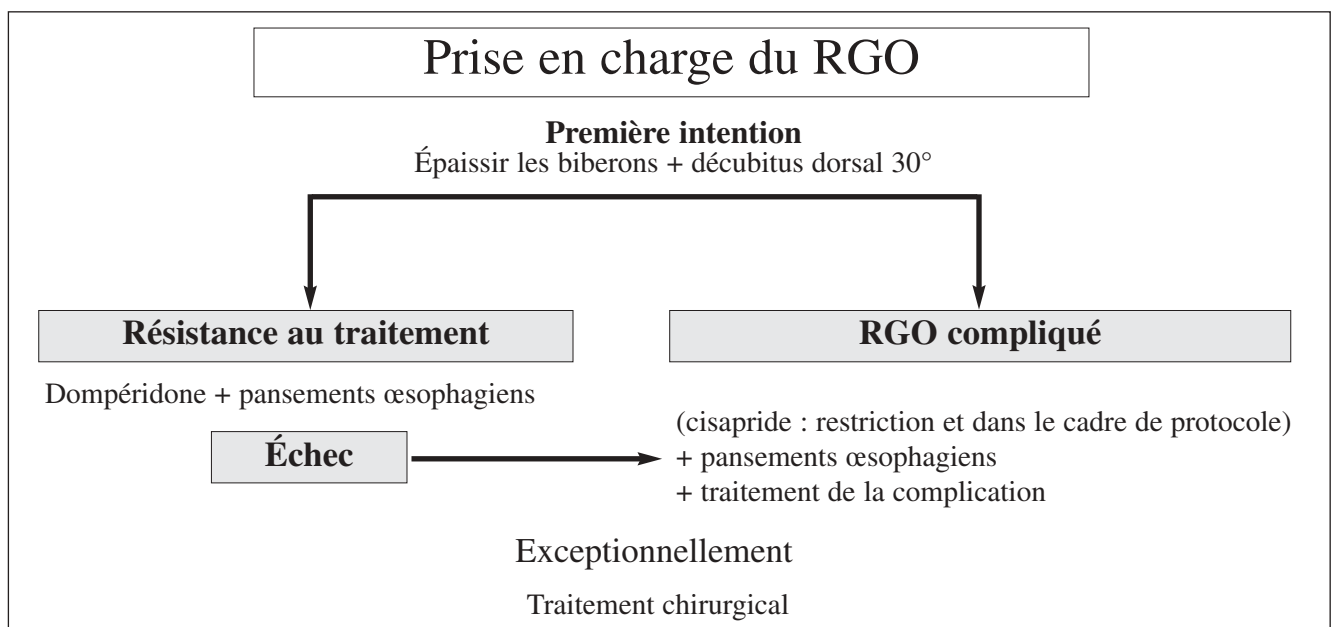 Prise en charge du RGO
Première intention
Épaissir les biberons + décubitus dorsal 30°
Résistance au traitement
Dompéridone + pansements œsophagiens
Échec
RGO compliqué
(cisapride : restriction et dans le cadre de protocole)
+ pansements œsophagiens
+ traitement de la complication
Exceptionnellement
Traitement chirurgical